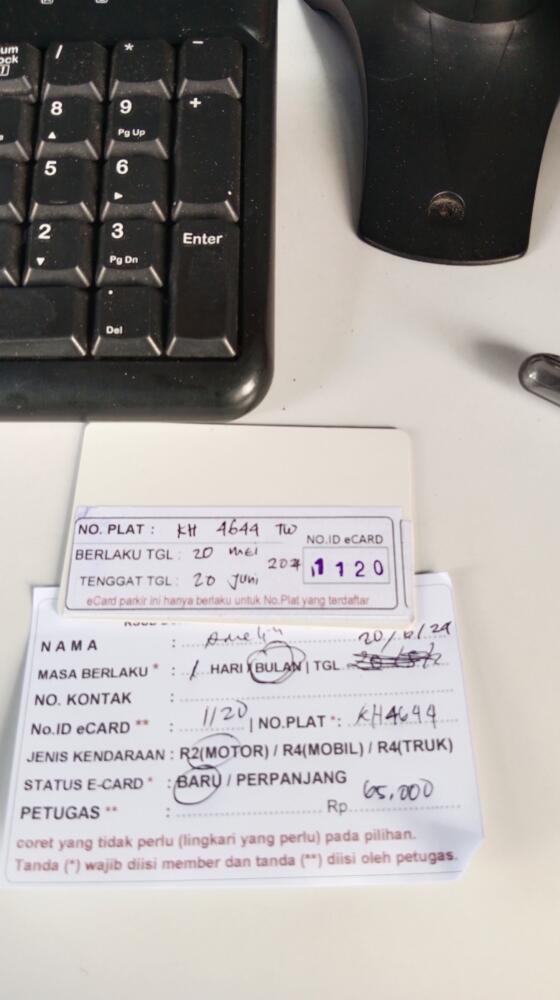 um
ock
/
*
-
8
9
Pg Up
+
5
6
2
3
Pg Dn
Enter
.
Del
NO. PLAT : KH 4644 TW
NO.ID eCARD
BERLAKU TGL : 20 mei
1120
TENGGAT TGL : 20 Juni
eCard parkir ini hanya berlaku untuk No.Plat yang terdaftar
NAMA :
20/6/24
MASA BERLAKU * : 1 HARI | BULAN | TGL
NO. KONTAK :
No.ID eCARD ** : 1120 | NO.PLAT *: KH4644
JENIS KENDARAAN : R2(MOTOR) / R4(MOBIL) / R4(TRUK)
STATUS E-CARD * : BARU / PERPANJANG
PETUGAS ** : Rp 65.000
coret yang tidak perlu (lingkari yang perlu) pada pilihan.
Tanda (*) wajib diisi member dan tanda (**) diisi oleh petugas.